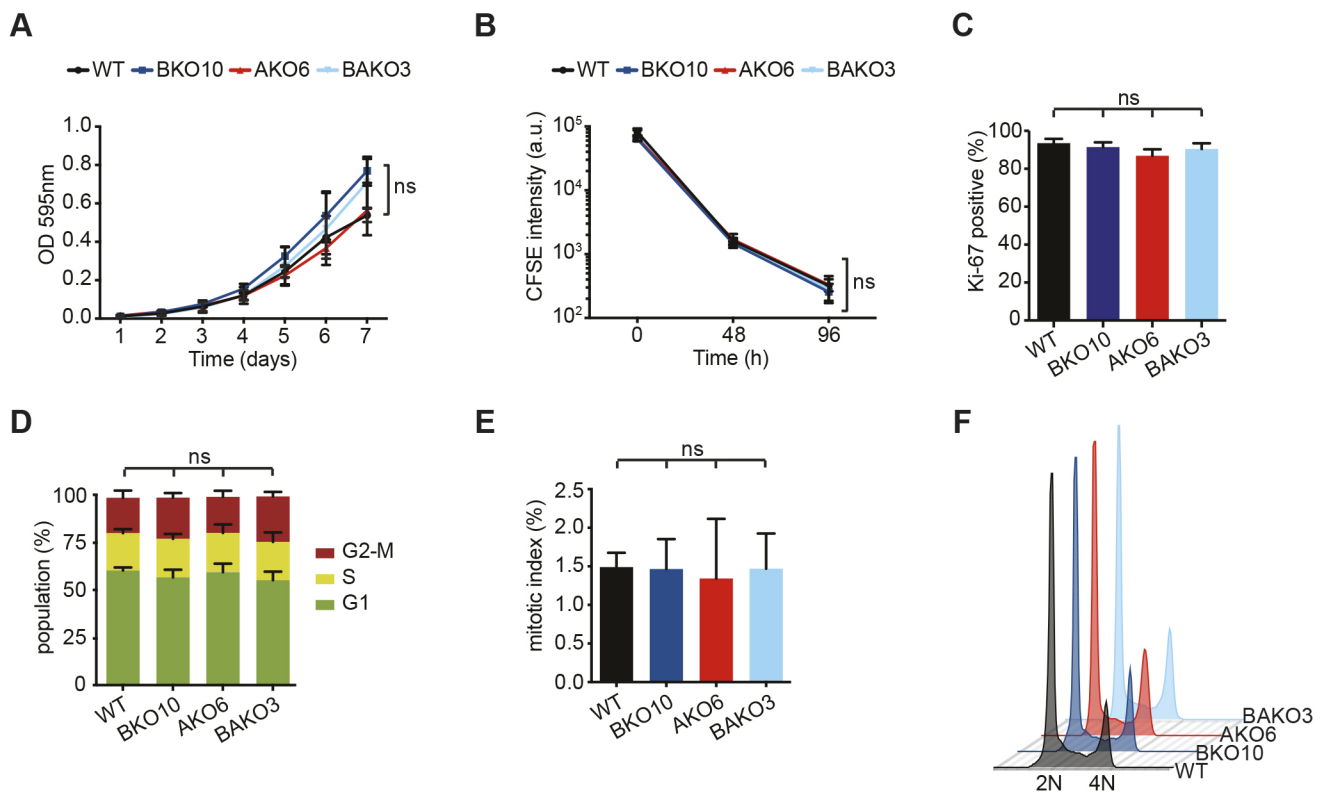 A
WT BKO10 AKO6 BAKO3
OD 595nm
1.0
0.8
0.6
0.4
0.2
0.0
ns
1 2 3 4 5 6 7
Time (days)
B
WT BKO10 AKO6 BAKO3
CFSE intensity (a.u.)
10^5
10^4
10^3
10^2
ns
0 48 96
Time (h)
C
ns
Ki-67 positive (%)
100
80
60
40
20
0
WT BKO10 AKO6 BAKO3
D
ns
population (%)
100
75
50
25
0
WT BKO10 AKO6 BAKO3
G2-M
S
G1
E
ns
mitotic index (%)
2.5
2.0
1.5
1.0
0.5
0.0
WT BKO10 AKO6 BAKO3
F
BAKO3
AKO6
BKO10
WT
2N 4N